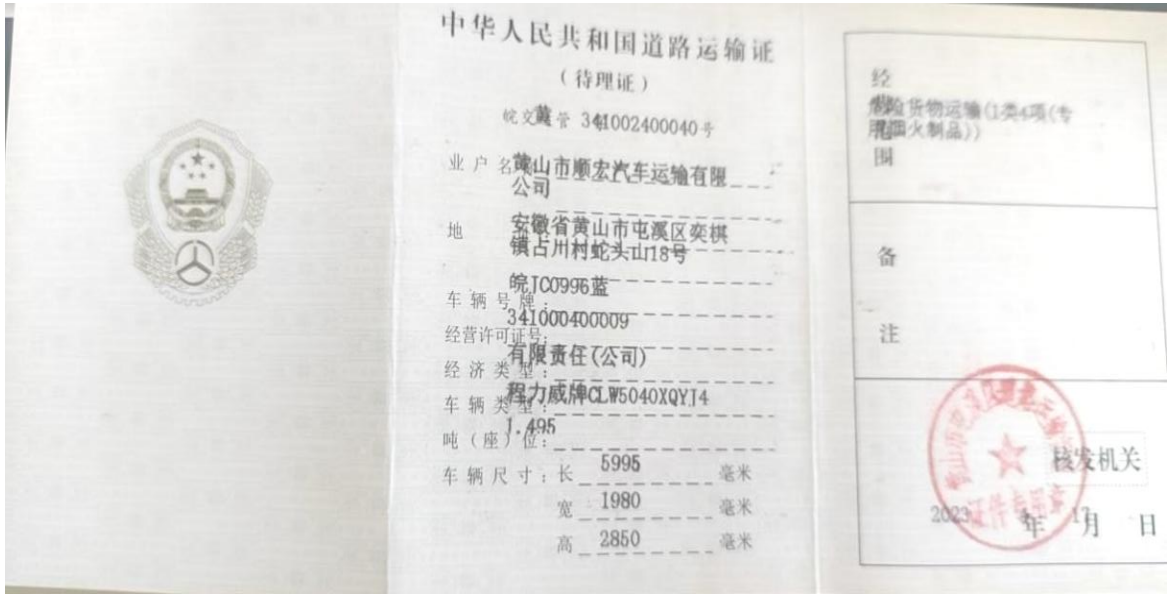 中华人民共和国道路运输证
（待理证）
皖交 管 341002400040号
业户名
黄山市顺宏汽车运输有限
公司
地
安徽省黄山市屯溪区奕棋
镇占川村蛇头山18号
车辆号牌：
皖JC0996蓝
经营许可证号：
341000400009
经济类型：
有限责任(公司)
车辆类型：
程力威牌CLW5040XQYJ4
吨（座）位：
1.495
车辆尺寸：长 5995 毫米
宽 1980 毫米
高 2850 毫米
经
围
危险货物运输(1类4项(专
用烟火制品))
备
注
核发机关
2023 年 月 日
证件专用章